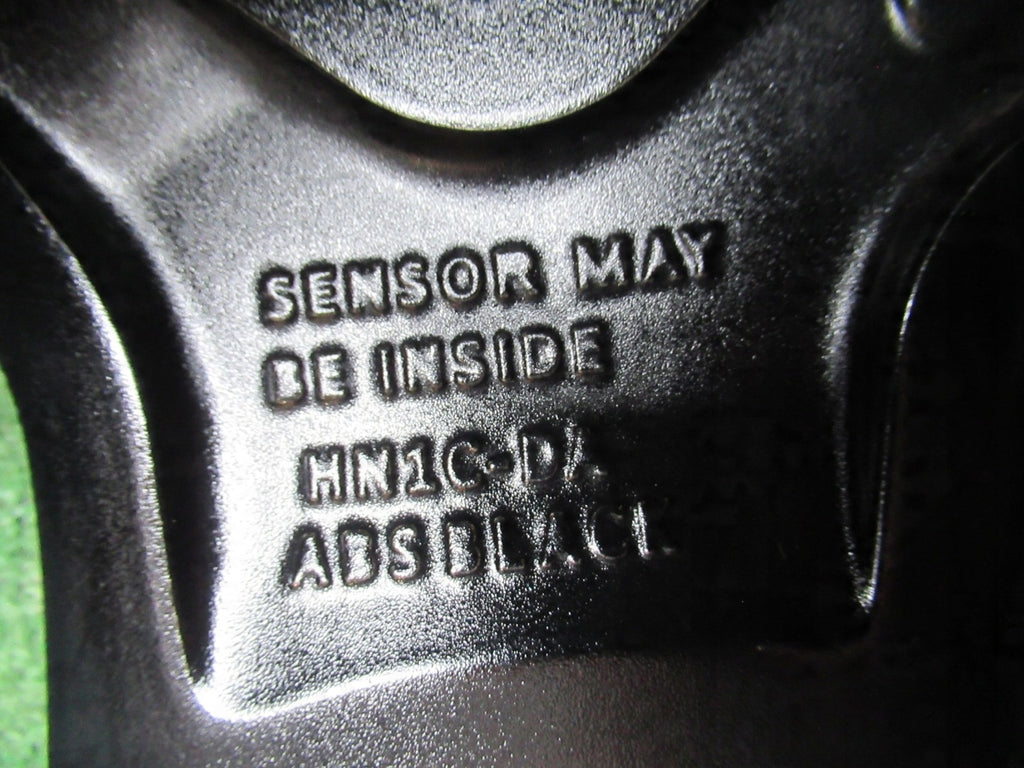 SENSOR MAY
BE INSIDE
HN1C-DA
ABS BLACK